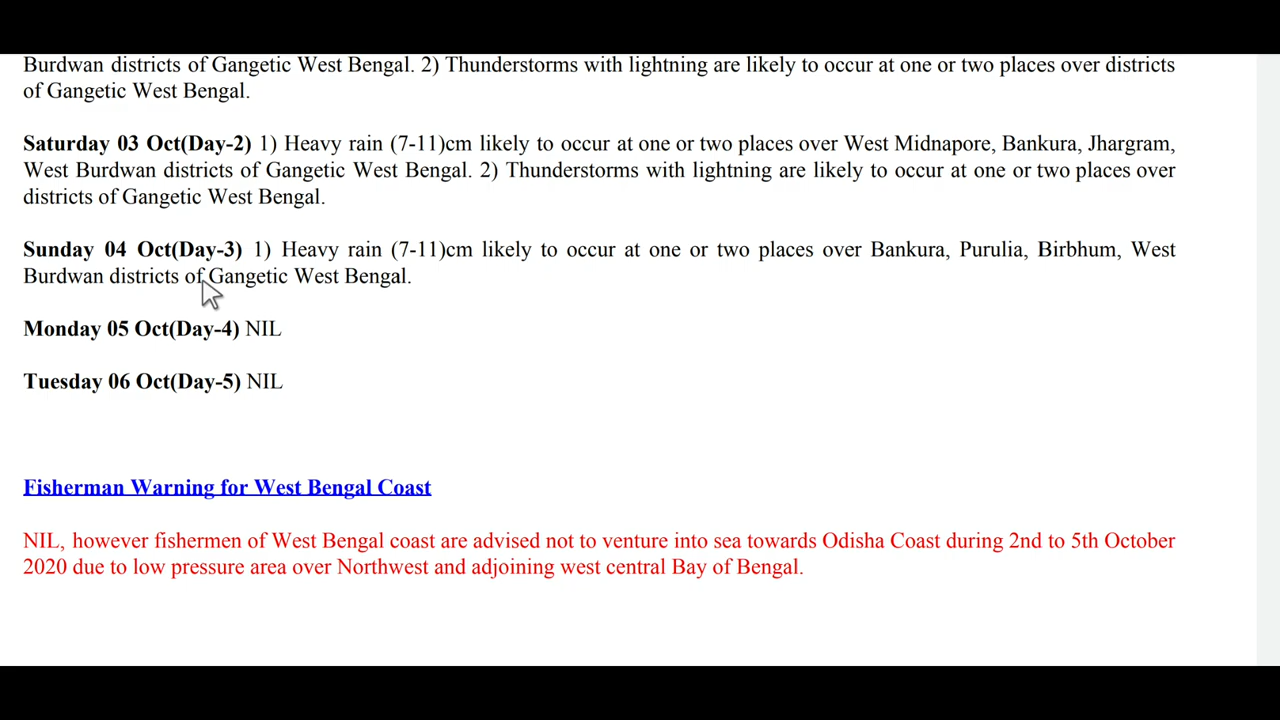 Burdwan districts of Gangetic West Bengal. 2) Thunderstorms with lightning are likely to occur at one or two places over districts
of Gangetic West Bengal.
Saturday 03 Oct(Day-2) 1) Heavy rain (7-11)cm likely to occur at one or two places over West Midnapore, Bankura, Jhargram,
West Burdwan districts of Gangetic West Bengal. 2) Thunderstorms with lightning are likely to occur at one or two places over
districts of Gangetic West Bengal.
Sunday 04 Oct(Day-3) 1) Heavy rain (7-11)cm likely to occur at one or two places over Bankura, Purulia, Birbhum, West
Burdwan districts of Gangetic West Bengal.
Monday 05 Oct(Day-4) NIL
Tuesday 06 Oct(Day-5) NIL
Fisherman Warning for West Bengal Coast
NIL, however fishermen of West Bengal coast are advised not to venture into sea towards Odisha Coast during 2nd to 5th October
2020 due to low pressure area over Northwest and adjoining west central Bay of Bengal.